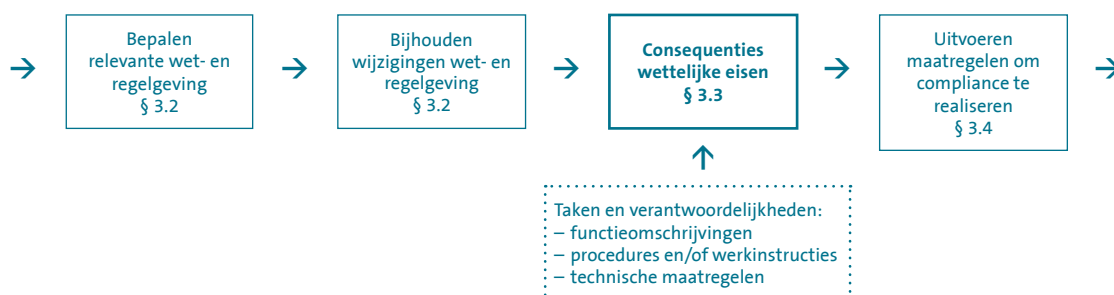 Bepalen
relevante wet- en
regelgeving
§ 3.2
Bijhouden
wijzigingen wet- en
regelgeving
§ 3.2
Consequenties
wettelijke eisen
§ 3.3
Uitvoeren
maatregelen om
compliance te
realiseren
§ 3.4
Taken en verantwoordelijkheden:
– functieomschrijvingen
– procedures en/of werkinstructies
– technische maatregelen